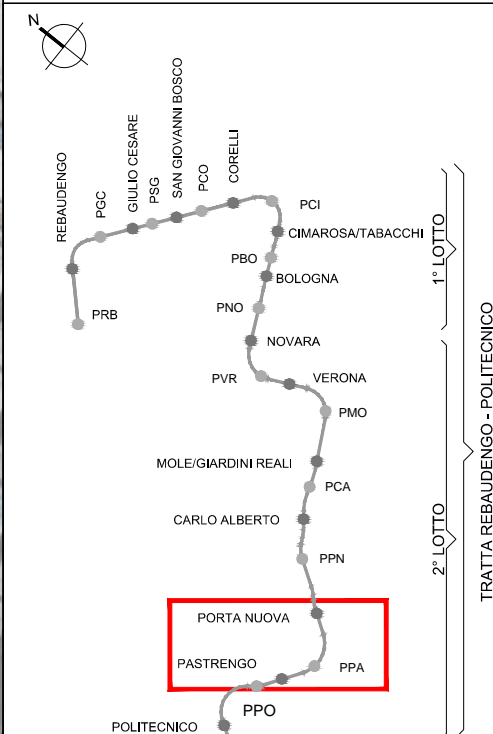 N
REBAUDENGO
PGC
GIULIO CESARE
PSG
SAN GIOVANNI BOSCO
PCO
CORELLI
PCI
CIMAROSA/TABACCHI
PBO
BOLOGNA
PRB
PNO
NOVARA
PVR
VERONA
PMO
MOLE/GIARDINI REALI
PCA
CARLO ALBERTO
PPN
PORTA NUOVA
PASTRENGO
PPA
PPO
POLITECNICO
1° LOTTO
2° LOTTO
TRATTA REBAUDENGO - POLITECNICO